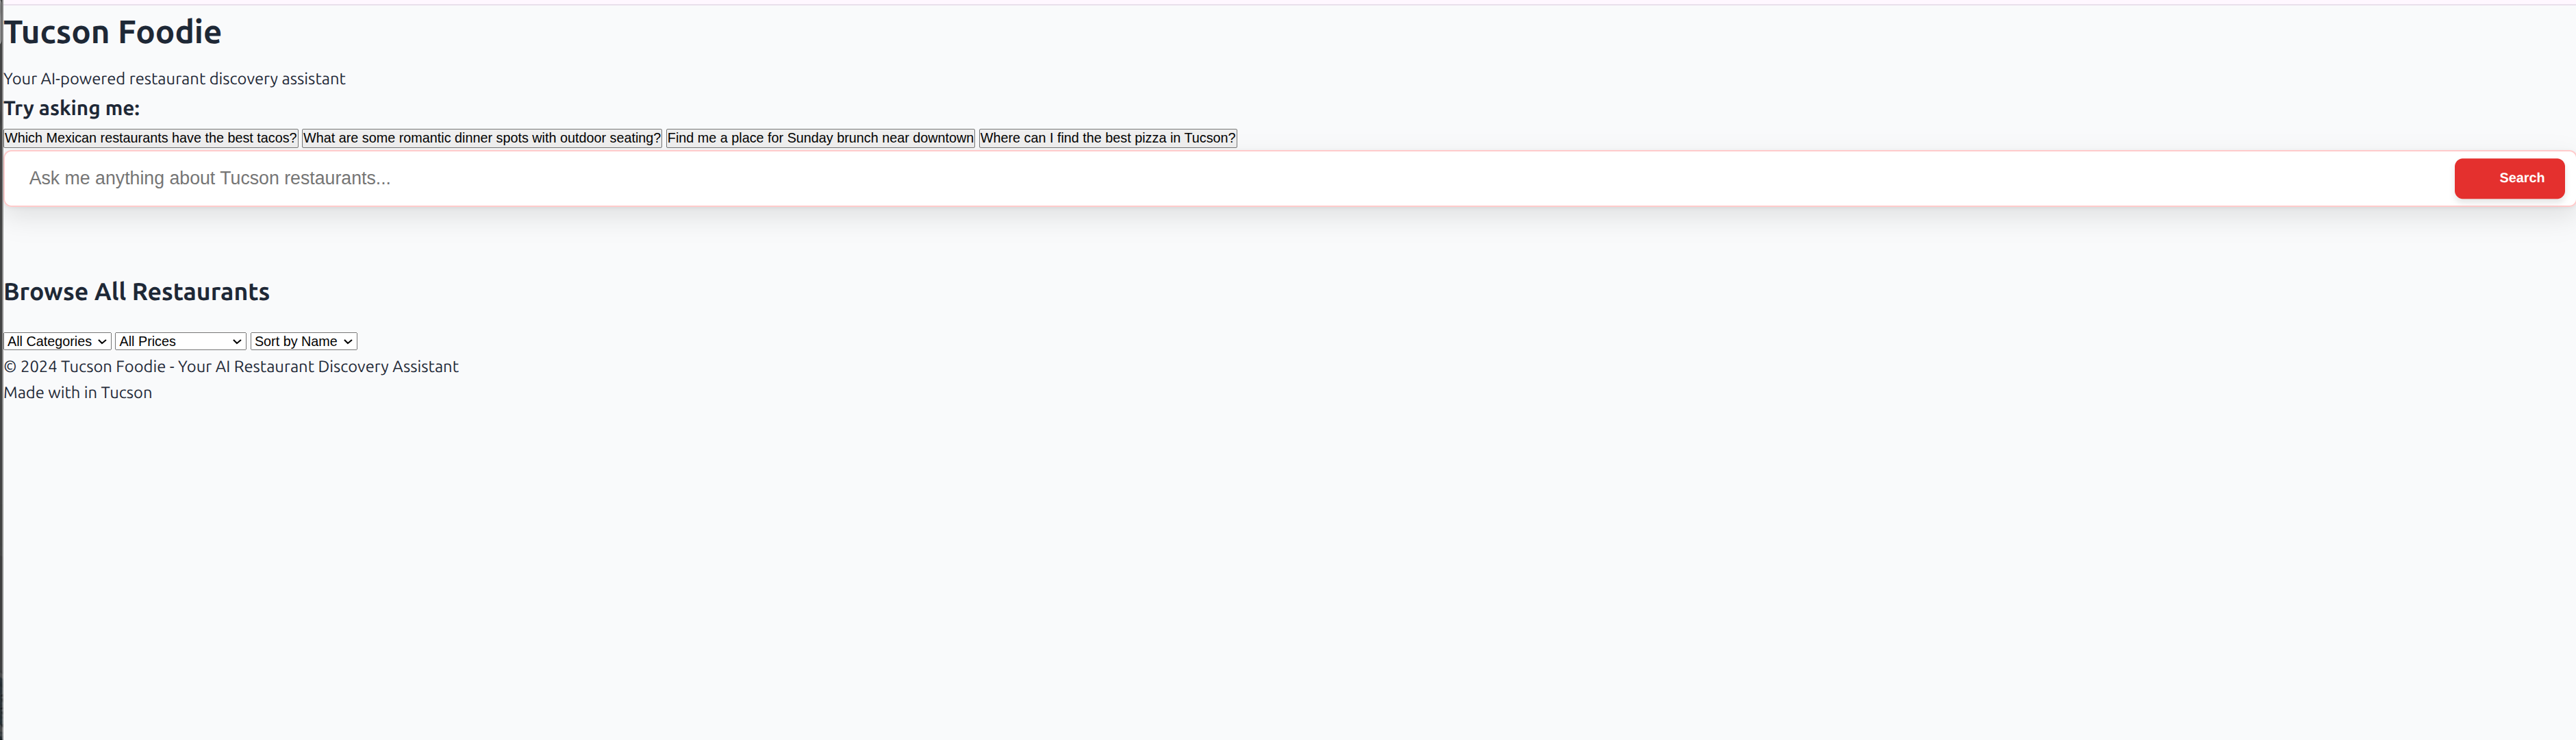 Tucson Foodie
Your AI-powered restaurant discovery assistant
Try asking me:
Which Mexican restaurants have the best tacos? What are some romantic dinner spots with outdoor seating? Find me a place for Sunday brunch near downtown Where can I find the best pizza in Tucson?
Ask me anything about Tucson restaurants... Search
Browse All Restaurants
All Categories All Prices Sort by Name
© 2024 Tucson Foodie - Your AI Restaurant Discovery Assistant
Made with in Tucson